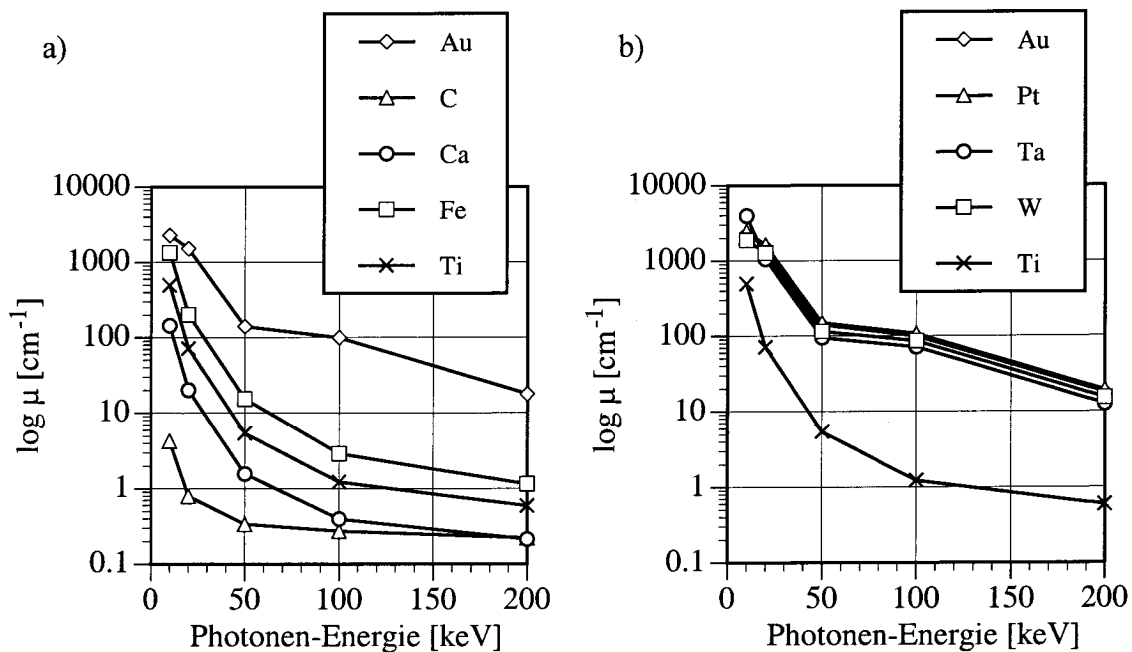 a)
Au
C
Ca
Fe
Ti
10000
1000
100
10
1
0.1
log μ [cm⁻¹]
0 50 100 150 200
Photonen-Energie [keV]
b)
Au
Pt
Ta
W
Ti
10000
1000
100
10
1
0.1
log μ [cm⁻¹]
0 50 100 150 200
Photonen-Energie [keV]